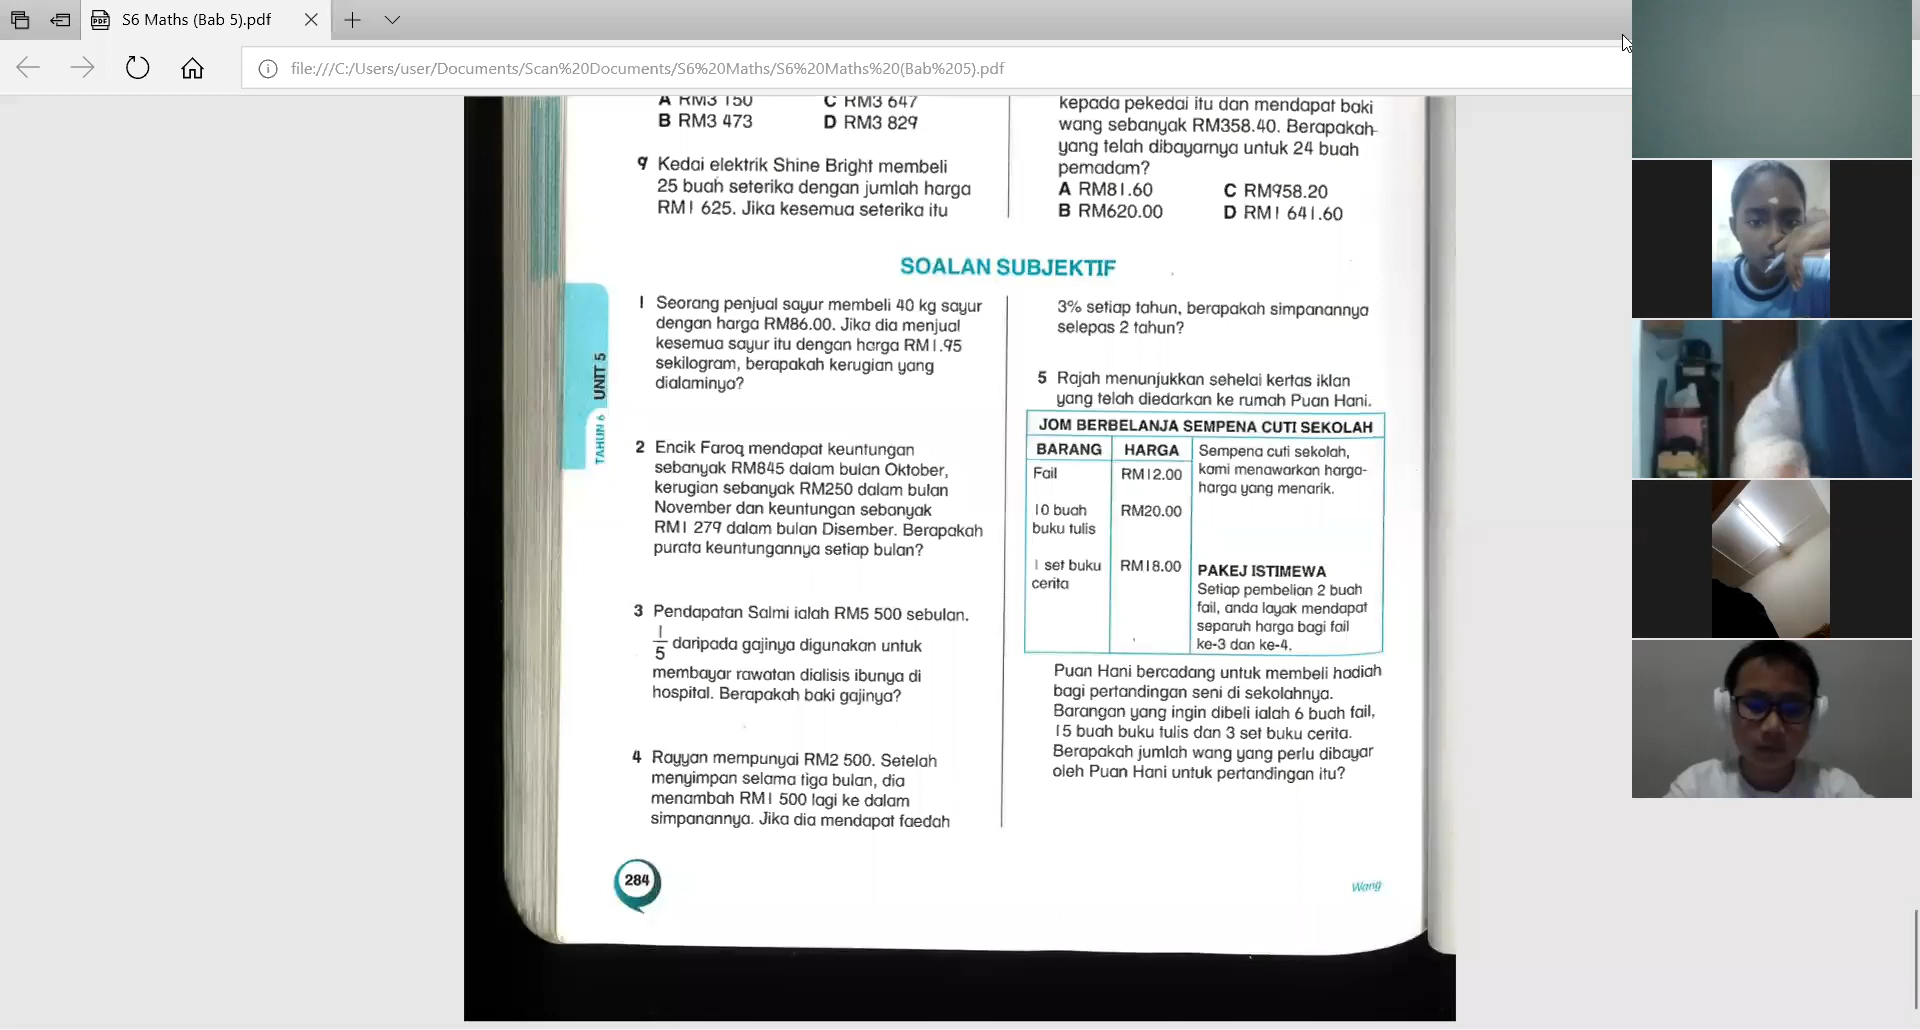 S6 Maths (Bab 5).pdf
file:///C:/Users/user/Documents/Scan%20Documents/S6%20Maths/S6%20Maths%20(Bab%205).pdf
A RM3 150 C RM3 647
B RM3 473 D RM3 829
9 Kedai elektrik Shine Bright membeli
25 buah seterika dengan jumlah harga
RM1 625. Jika kesemua seterika itu
kepada pekedai itu dan mendapat baki
wang sebanyak RM358.40. Berapakah
yang telah dibayarnya untuk 24 buah
pemadam?
A RM81.60 C RM958.20
B RM620.00 D RM1 641.60
SOALAN SUBJEKTIF
1 Seorang penjual sayur membeli 40 kg sayur
dengan harga RM86.00. Jika dia menjual
kesemua sayur itu dengan harga RM1.95
sekilogram, berapakah kerugian yang
dialaminya?
2 Encik Faroq mendapat keuntungan
sebanyak RM845 dalam bulan Oktober,
kerugian sebanyak RM250 dalam bulan
November dan keuntungan sebanyak
RM1 279 dalam bulan Disember. Berapakah
purata keuntungannya setiap bulan?
3 Pendapatan Salmi ialah RM5 500 sebulan.
1/5 daripada gajinya digunakan untuk
membayar rawatan dialisis ibunya di
hospital. Berapakah baki gajinya?
4 Rayyan mempunyai RM2 500. Setelah
menyimpan selama tiga bulan, dia
menambah RM1 500 lagi ke dalam
simpanannya. Jika dia mendapat faedah
3% setiap tahun, berapakah simpanannya
selepas 2 tahun?
5 Rajah menunjukkan sehelai kertas iklan
yang telah diedarkan ke rumah Puan Hani.
JOM BERBELANJA SEMPENA CUTI SEKOLAH
BARANG HARGA
Fail RM12.00
10 buah RM20.00
buku tulis
1 set buku RM18.00
cerita
Sempena cuti sekolah,
kami menawarkan harga-
harga yang menarik.
PAKEJ ISTIMEWA
Setiap pembelian 2 buah
fail, anda layak mendapat
separuh harga bagi fail
ke-3 dan ke-4.
Puan Hani bercadang untuk membeli hadiah
bagi pertandingan seni di sekolahnya.
Barangan yang ingin dibeli ialah 6 buah fail,
15 buah buku tulis dan 3 set buku cerita.
Berapakah jumlah wang yang perlu dibayar
oleh Puan Hani untuk pertandingan itu?
TAHUN 6 UNIT 5
284
Wang